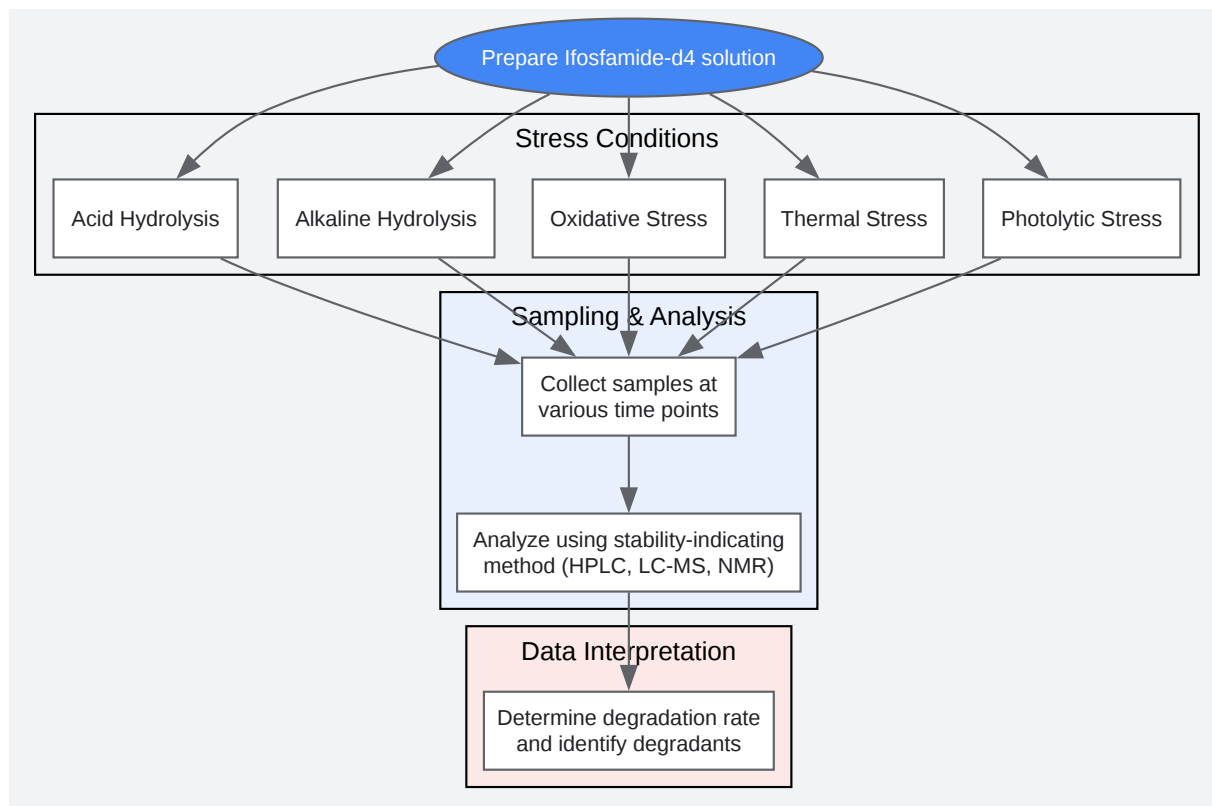 Prepare Ifosfamide-d4 solution
Stress Conditions
Acid Hydrolysis
Alkaline Hydrolysis
Oxidative Stress
Thermal Stress
Photolytic Stress
Sampling & Analysis
Collect samples at
various time points
Analyze using stability-indicating
method (HPLC, LC-MS, NMR)
Data Interpretation
Determine degradation rate
and identify degradants